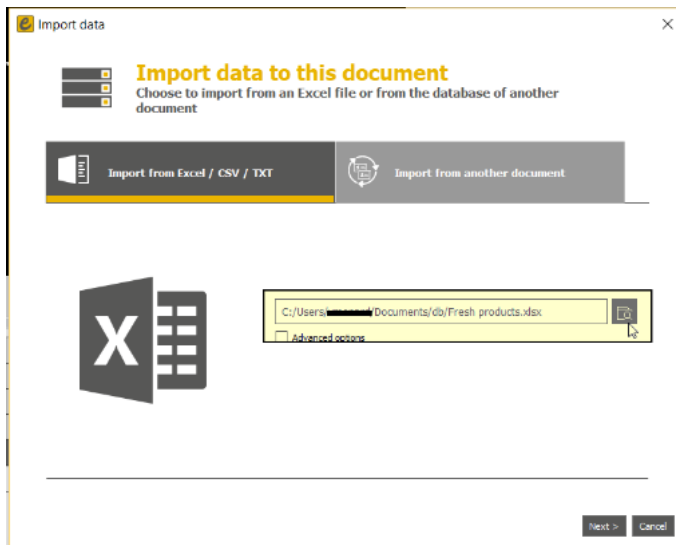 Import data
Import data to this document
Choose to import from an Excel file or from the database of another
document
Import from Excel / CSV / TXT
Import from another document
X
C:/Users/ /Documents/db/Fresh products.xlsx
Advanced options
Next > Cancel